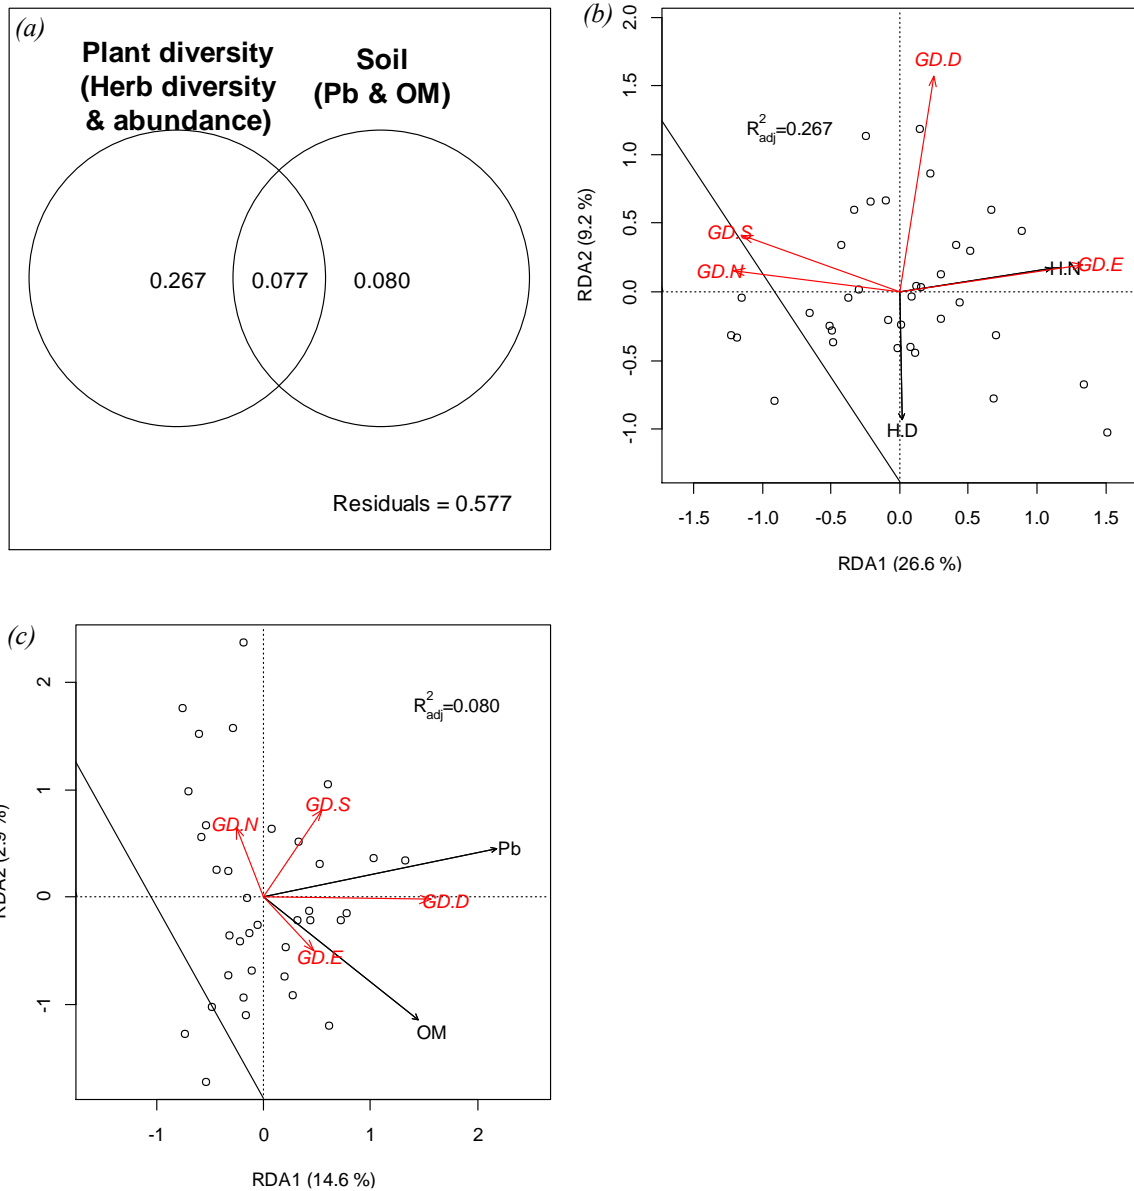 (a)
Plant diversity
(Herb diversity
& abundance)
Soil
(Pb & OM)
0.267
0.077
0.080
Residuals = 0.577
(b)
2.0
1.5
1.0
0.5
0.0
-1.0
RDA2 (9.2 %)
R²adj=0.267
GD.D
GD.S
GD.N
H.N
GD.E
H.D
-1.5
-1.0
-0.5
0.0
0.5
1.0
1.5
RDA1 (26.6 %)
(c)
2
1
0
-1
RDA2 (2.9 %)
R²adj=0.080
GD.N
GD.S
Pb
GD.D
GD.E
OM
-1
0
1
2
RDA1 (14.6 %)